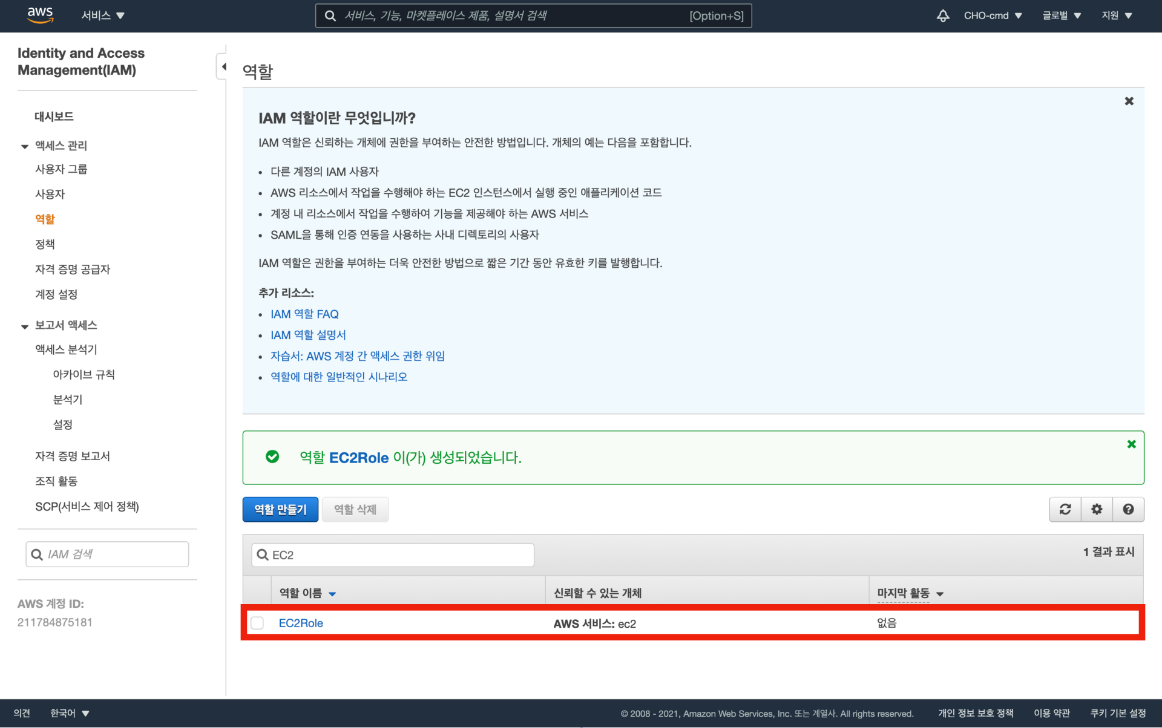 aws 서비스 서비스, 기능, 마켓플레이스 제품, 설명서 검색 [Option+S] CHO-cmd 글로벌 지원
Identity and Access
Management(IAM)
대시보드
액세스 관리
사용자 그룹
사용자
역할
정책
자격 증명 공급자
계정 설정
보고서 액세스
액세스 분석기
아카이브 규칙
분석기
설정
자격 증명 보고서
조직 활동
SCP(서비스 제어 정책)
IAM 검색
AWS 계정 ID:
211784875181
역할
IAM 역할이란 무엇입니까?
IAM 역할은 신뢰하는 개체에 권한을 부여하는 안전한 방법입니다. 개체의 예는 다음을 포함합니다.
• 다른 계정의 IAM 사용자
• AWS 리소스에서 작업을 수행해야 하는 EC2 인스턴스에서 실행 중인 애플리케이션 코드
• 계정 내 리소스에서 작업을 수행하여 기능을 제공해야 하는 AWS 서비스
• SAML을 통해 인증 연동을 사용하는 사내 디렉토리의 사용자
IAM 역할은 권한을 부여하는 더욱 안전한 방법으로 짧은 기간 동안 유효한 키를 발행합니다.
추가 리소스:
• IAM 역할 FAQ
• IAM 역할 설명서
• 자습서: AWS 계정 간 액세스 권한 위임
• 역할에 대한 일반적인 시나리오
역할 EC2Role 이(가) 생성되었습니다.
역할 만들기 역할 삭제
EC2 1 결과 표시
역할 이름 신뢰할 수 있는 개체 마지막 활동
EC2Role AWS 서비스: ec2 없음
의견 한국어 © 2008 - 2021, Amazon Web Services, Inc. 또는 계열사. All rights reserved. 개인 정보 보호 정책 이용 약관 쿠키 기본 설정